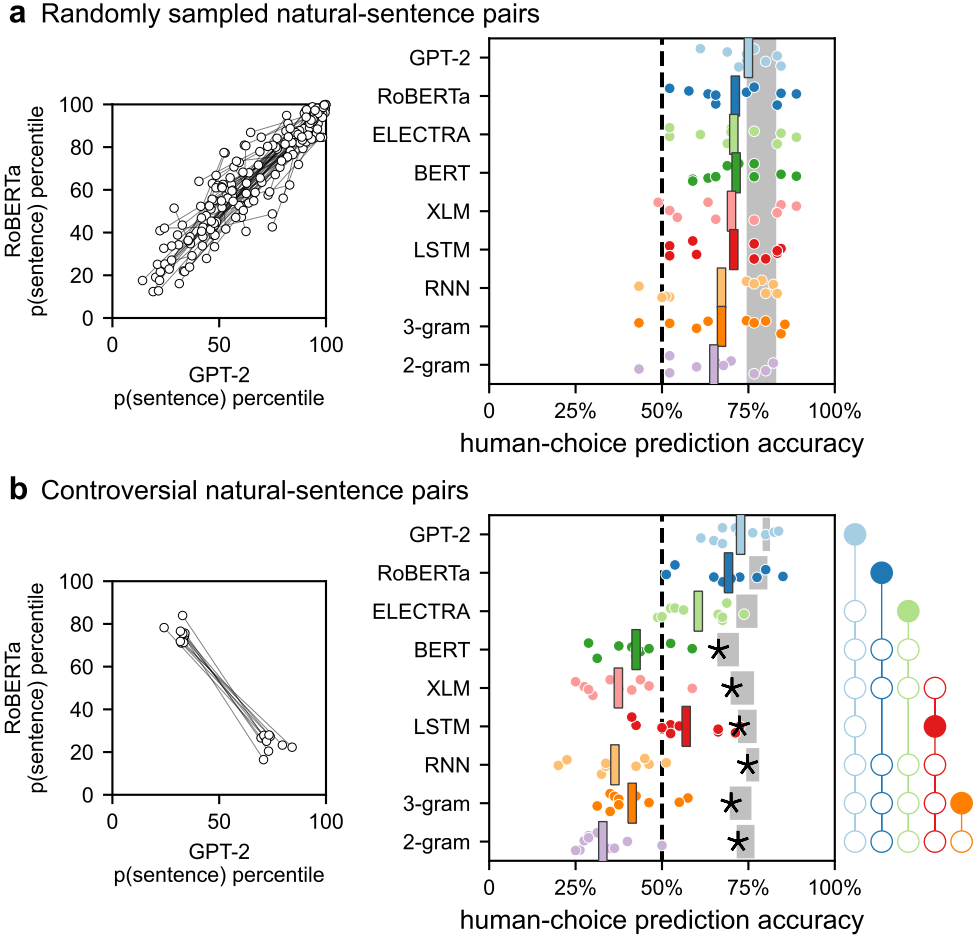 a Randomly sampled natural-sentence pairs
RoBERTa
p(sentence) percentile
100
80
60
40
20
0
0 50 100
GPT-2
p(sentence) percentile
GPT-2
RoBERTa
ELECTRA
BERT
XLM
LSTM
RNN
3-gram
2-gram
0 25% 50% 75% 100%
human-choice prediction accuracy
b Controversial natural-sentence pairs
RoBERTa
p(sentence) percentile
100
80
60
40
20
0
0 50 100
GPT-2
p(sentence) percentile
GPT-2
RoBERTa
ELECTRA
BERT
XLM
LSTM
RNN
3-gram
2-gram
0 25% 50% 75% 100%
human-choice prediction accuracy